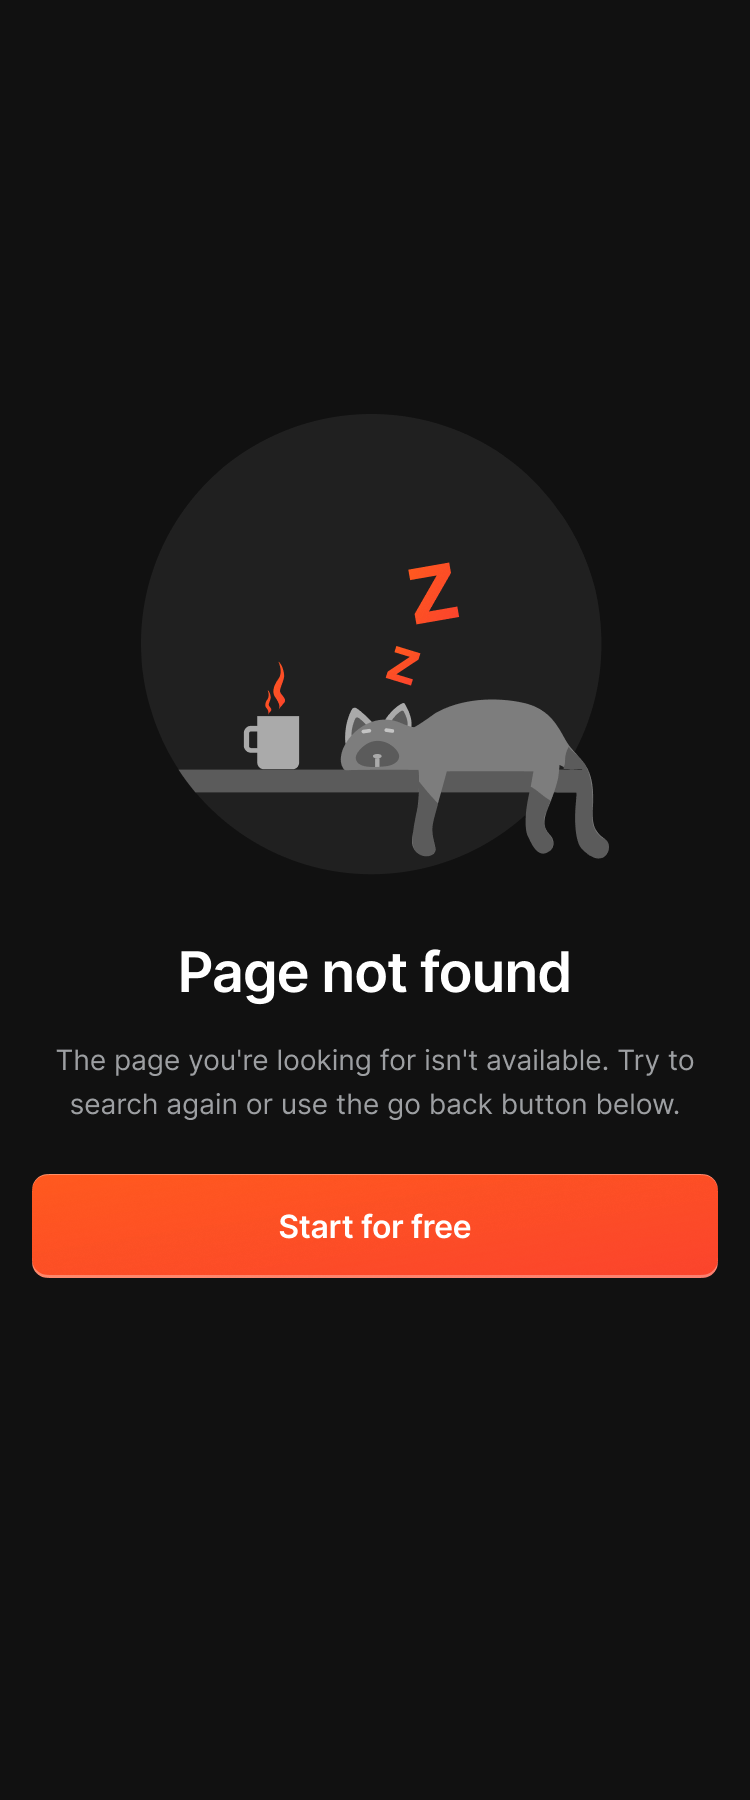 Z
Z
Page not found
The page you're looking for isn't available. Try to
search again or use the go back button below.
Start for free